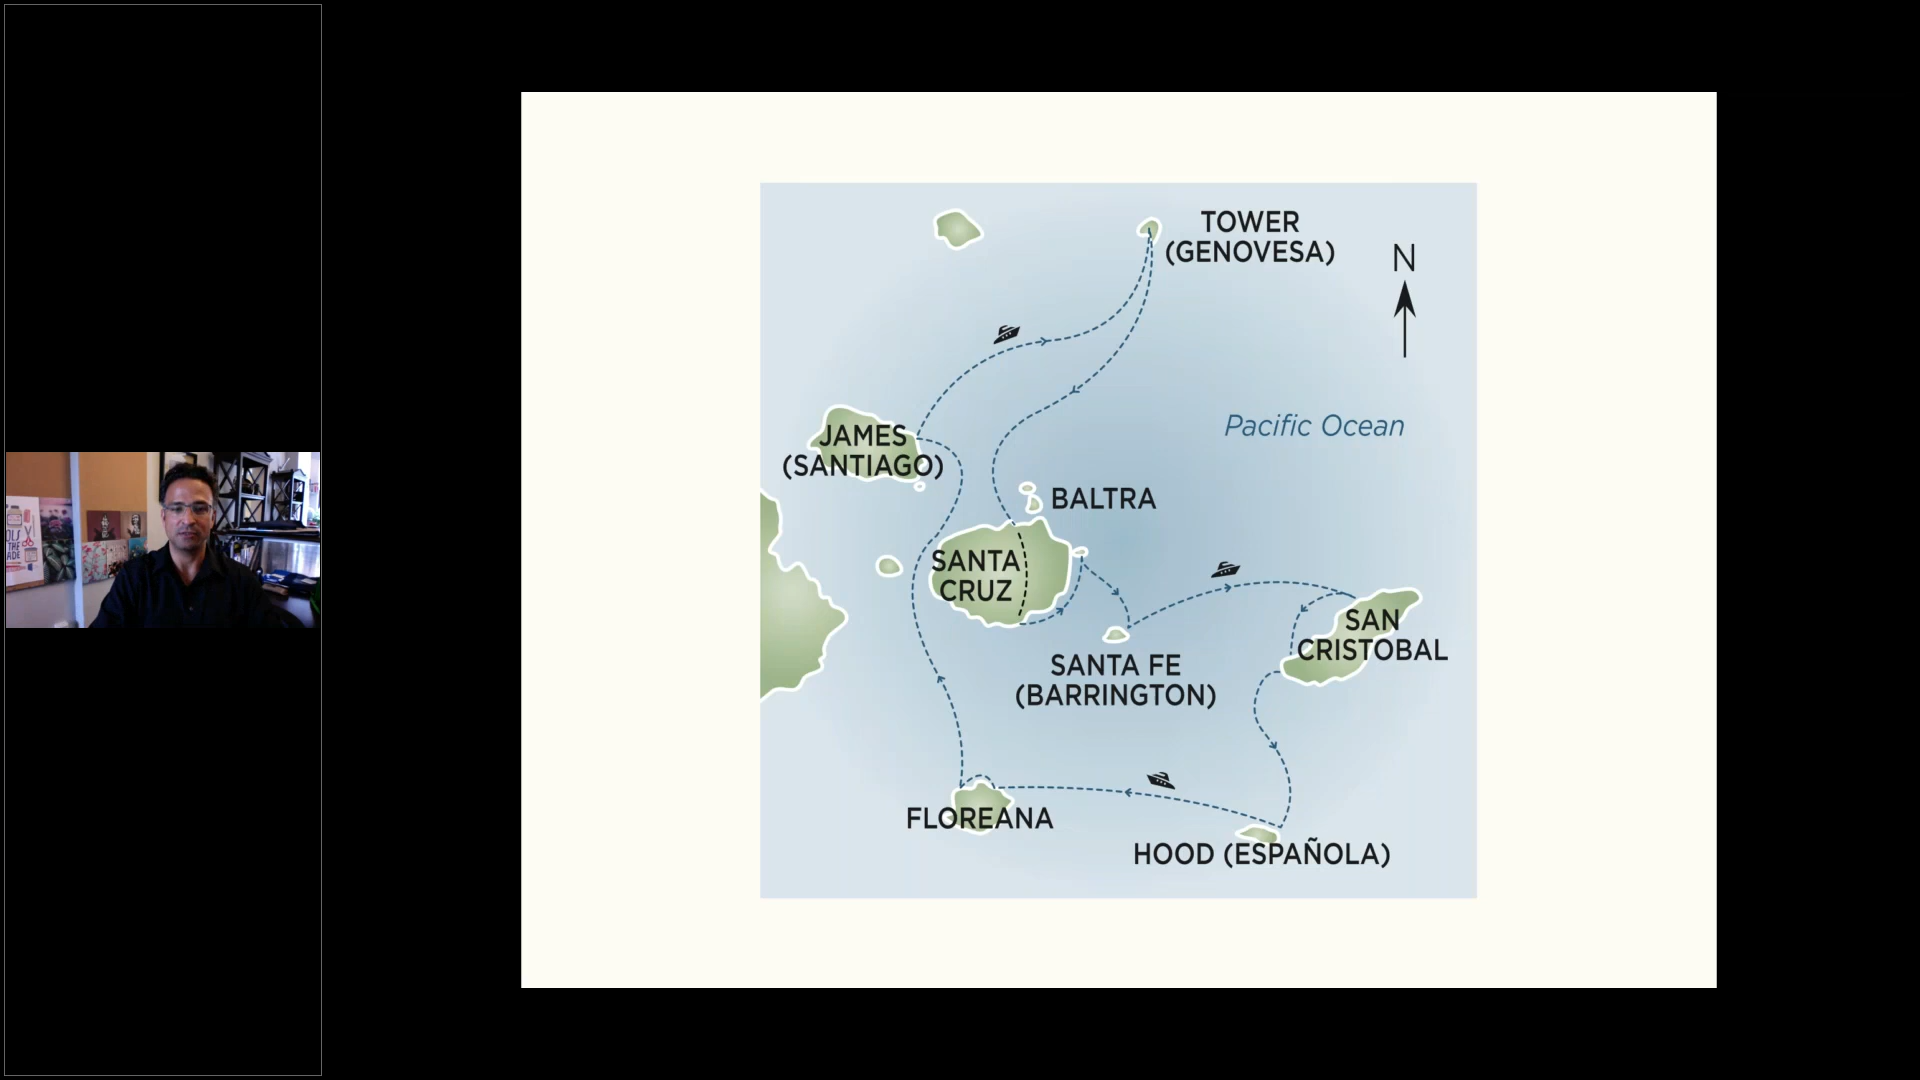 TOWER
(GENOVESA)
N
Pacific Ocean
JAMES
(SANTIAGO)
BALTRA
SANTA
CRUZ
SAN
CRISTOBAL
SANTA FE
(BARRINGTON)
FLOREANA
HOOD (ESPAÑOLA)